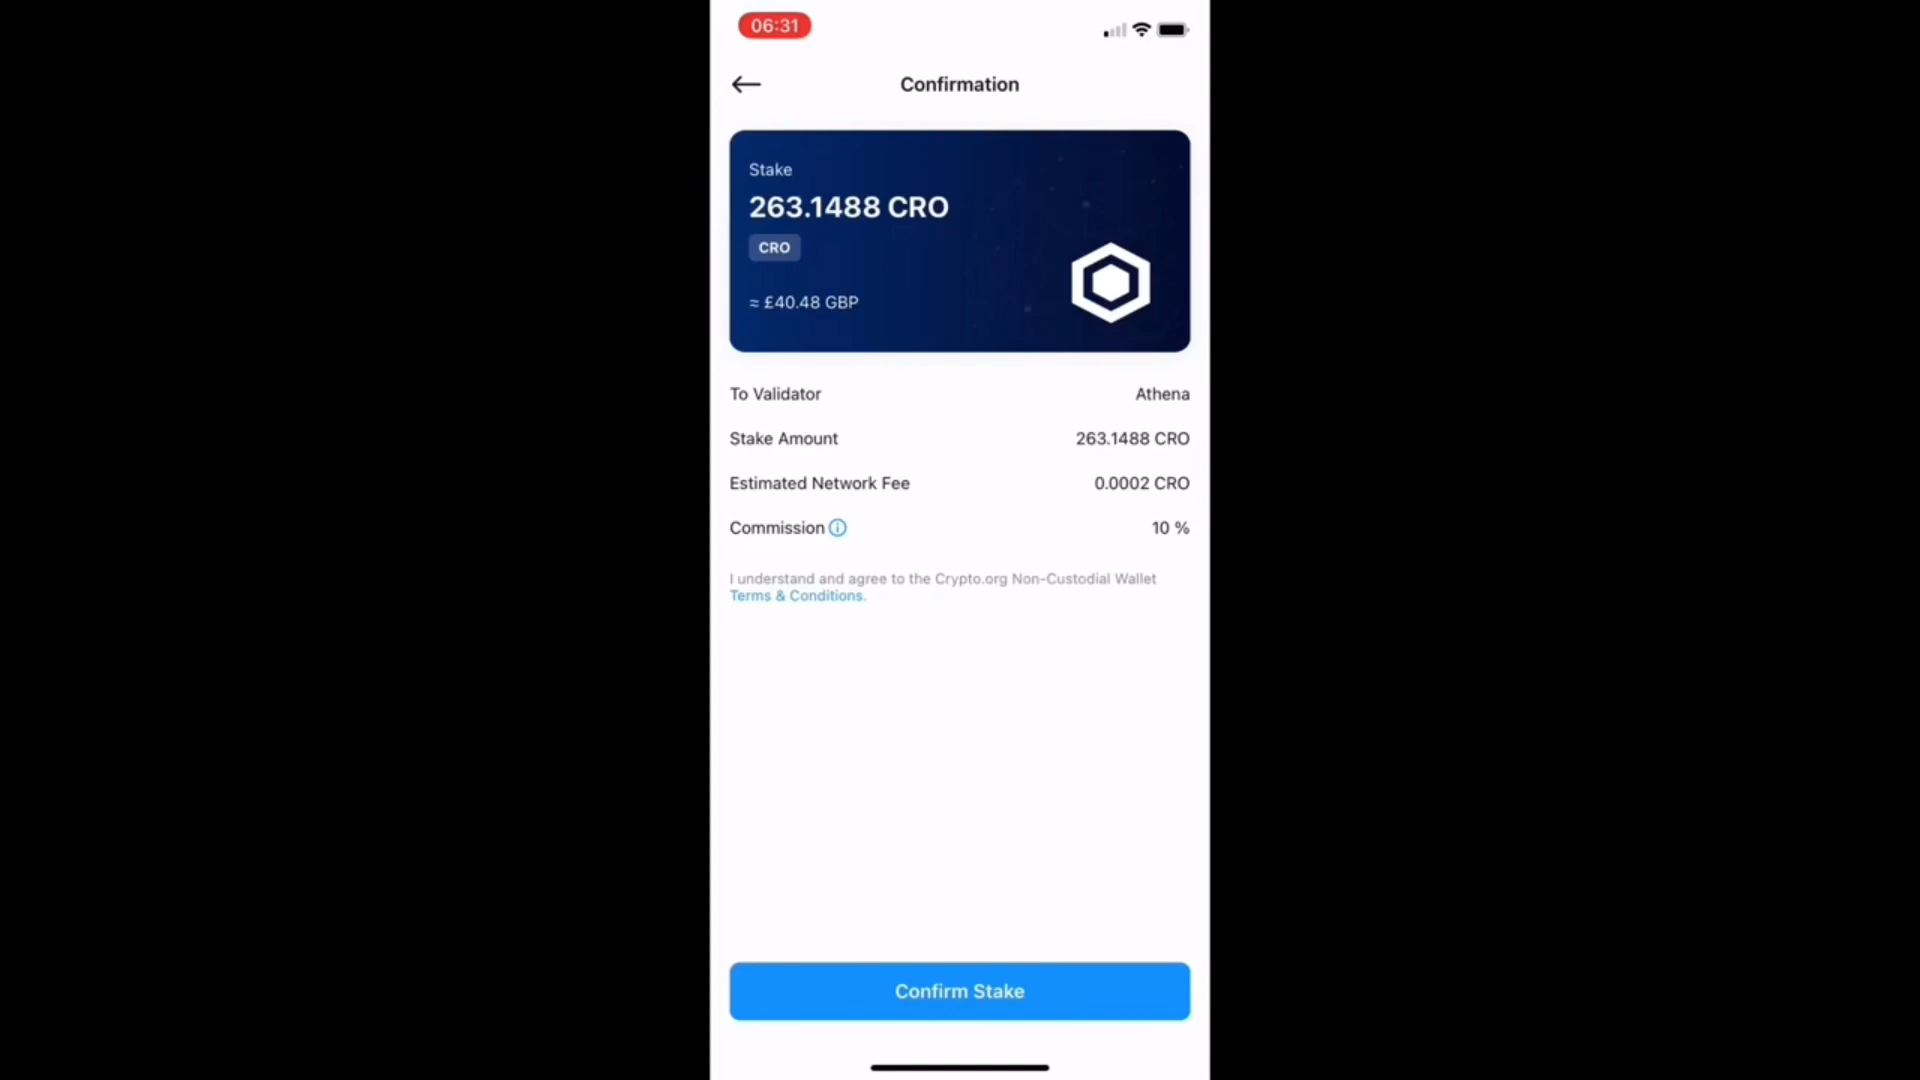 06:31
Confirmation
Stake
263.1488 CRO
CRO
≈ £40.48 GBP
To Validator Athena
Stake Amount 263.1488 CRO
Estimated Network Fee 0.0002 CRO
Commission 10 %
I understand and agree to the Crypto.org Non-Custodial Wallet
Terms & Conditions.
Confirm Stake